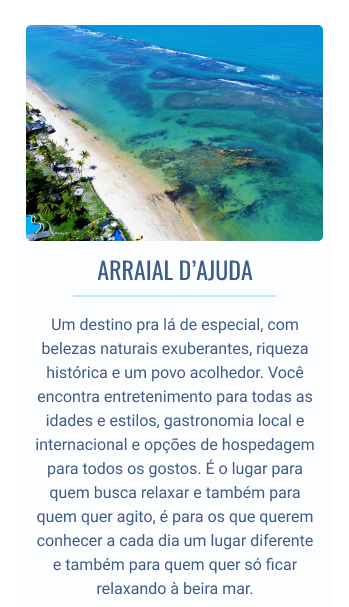 ARRAIAL D’AJUDA
Um destino pra lá de especial, com
belezas naturais exuberantes, riqueza
histórica e um povo acolhedor. Você
encontra entretenimento para todas as
idades e estilos, gastronomia local e
internacional e opções de hospedagem
para todos os gostos. É o lugar para
quem busca relaxar e também para
quem quer agito, é para os que querem
conhecer a cada dia um lugar diferente
e também para quem quer só ficar
relaxando à beira mar.